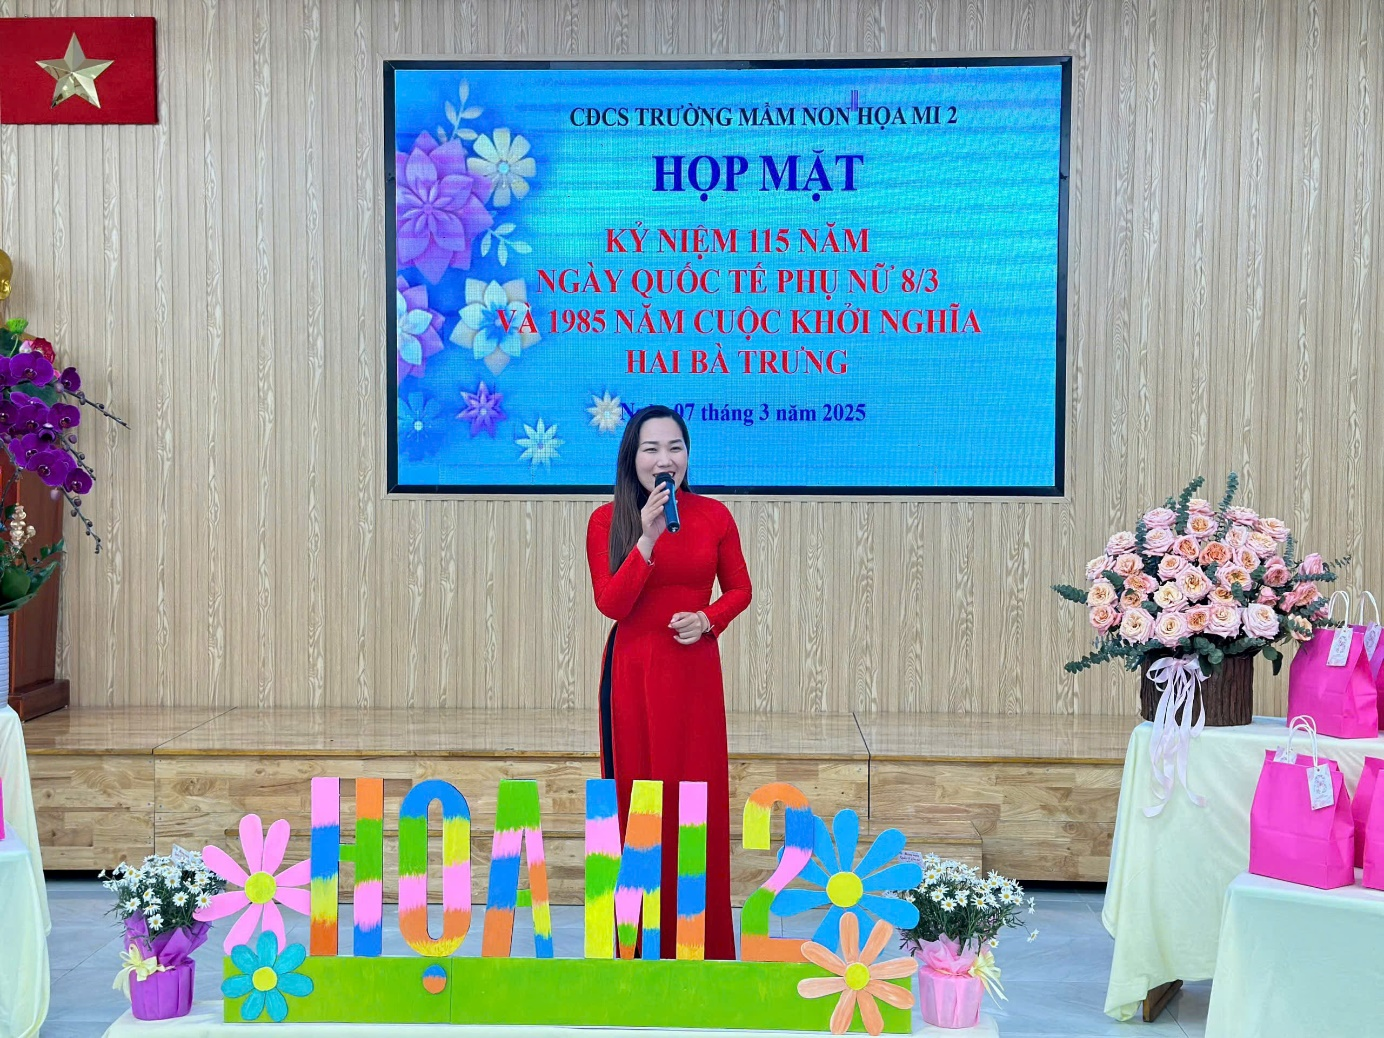 CĐCS TRƯỜNG MẦM NON HỌA MI 2
HỌP MẶT
KỶ NIỆM 115 NĂM
NGÀY QUỐC TẾ PHỤ NỮ 8/3
VÀ 1985 NĂM CUỘC KHỞI NGHĨA
HAI BÀ TRƯNG
07 tháng 3 năm 2025
HỌA MI 2